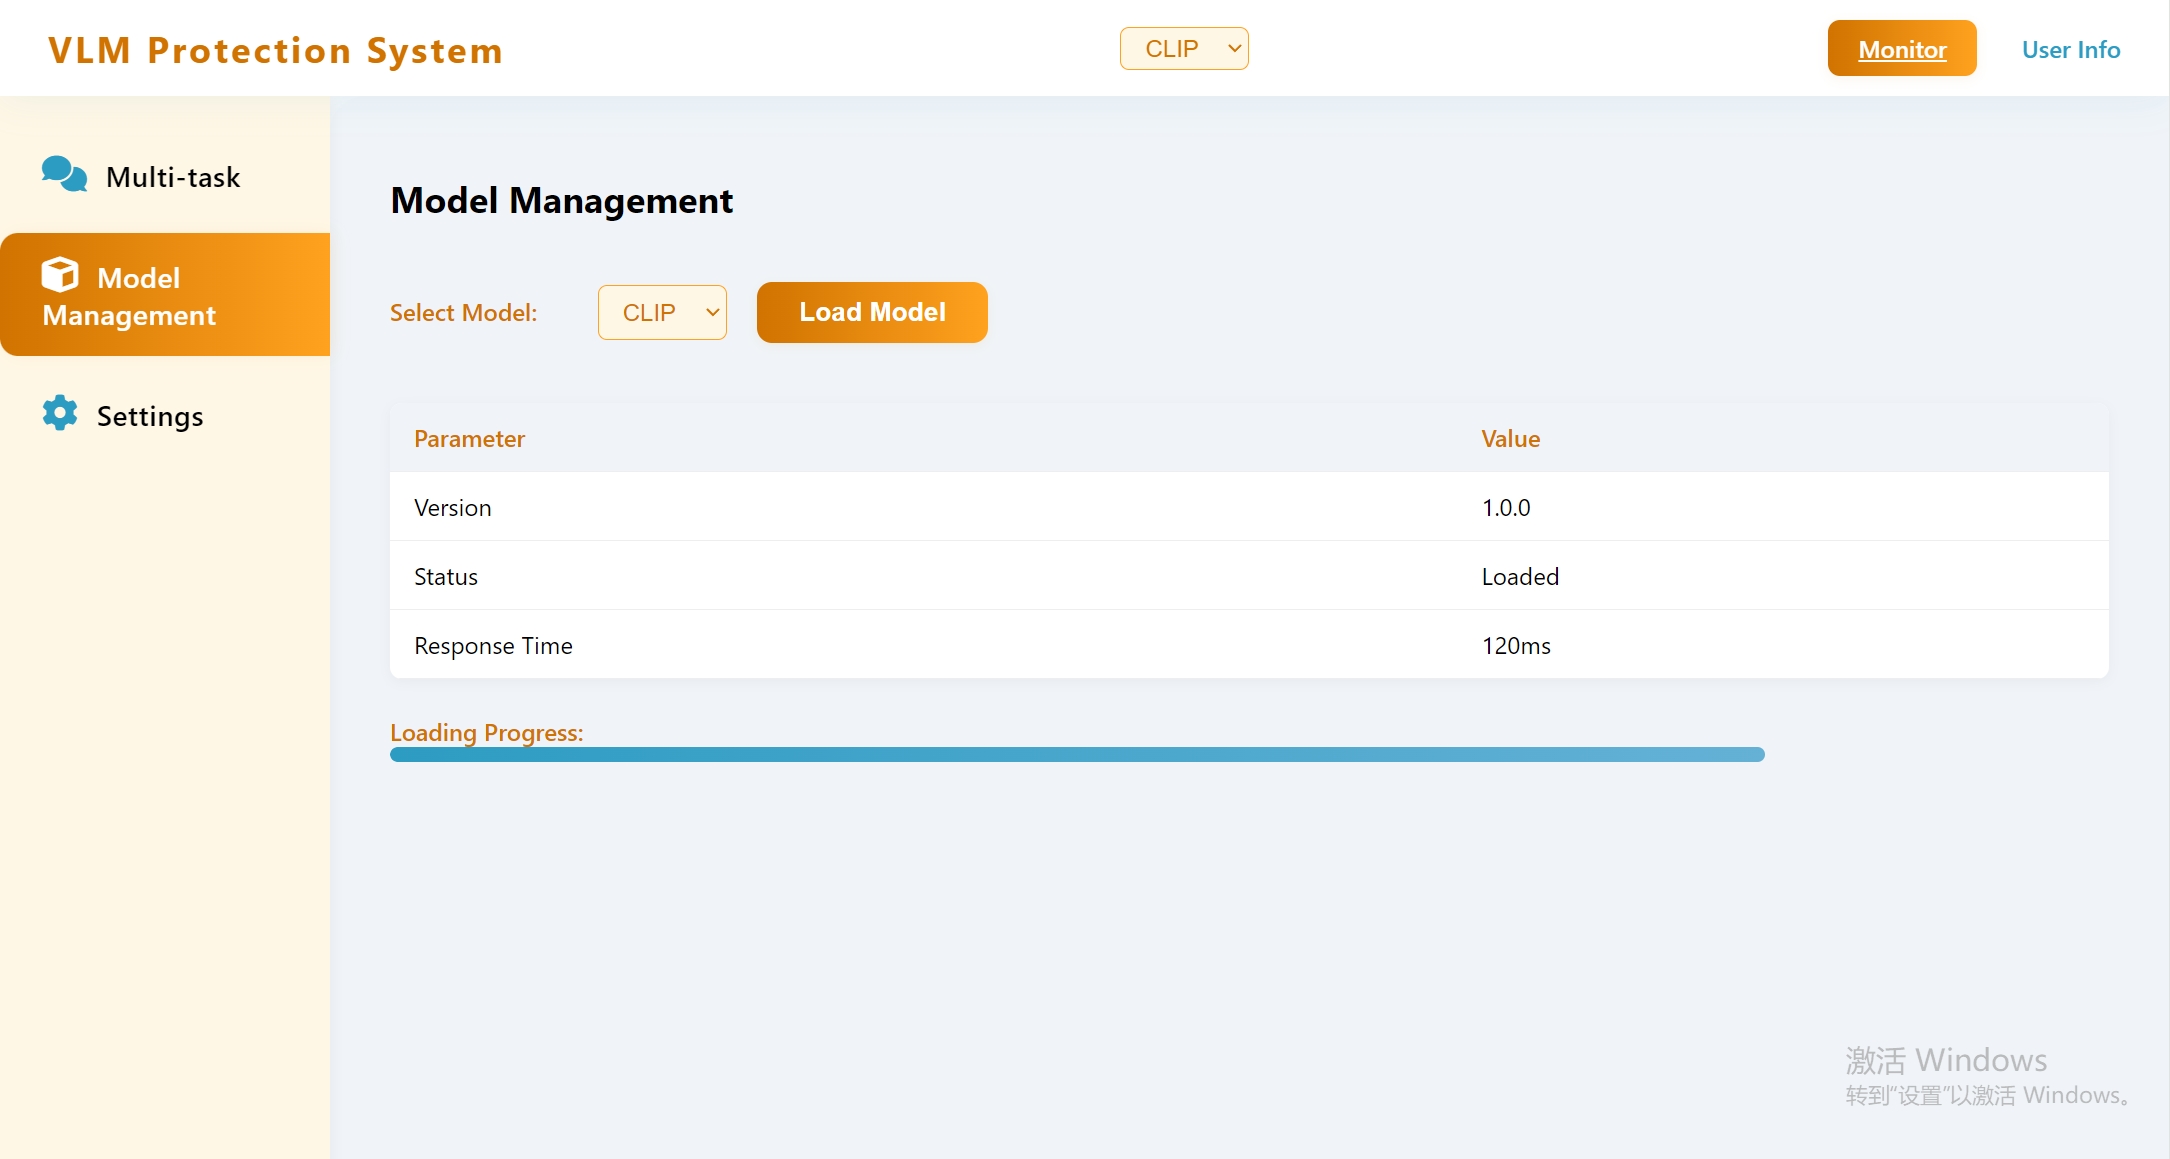 VLM Protection System
CLIP
Monitor
User Info
Multi-task
Model
Management
Settings
Model Management
Select Model:
CLIP
Load Model
Parameter Value
Version 1.0.0
Status Loaded
Response Time 120ms
Loading Progress:
激活 Windows
转到“设置”以激活 Windows。